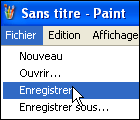 Sans titre - Paint
Fichier Edition Affichage
Nouveau
Ouvrir...
Enregistrer
Enregistrer sous...